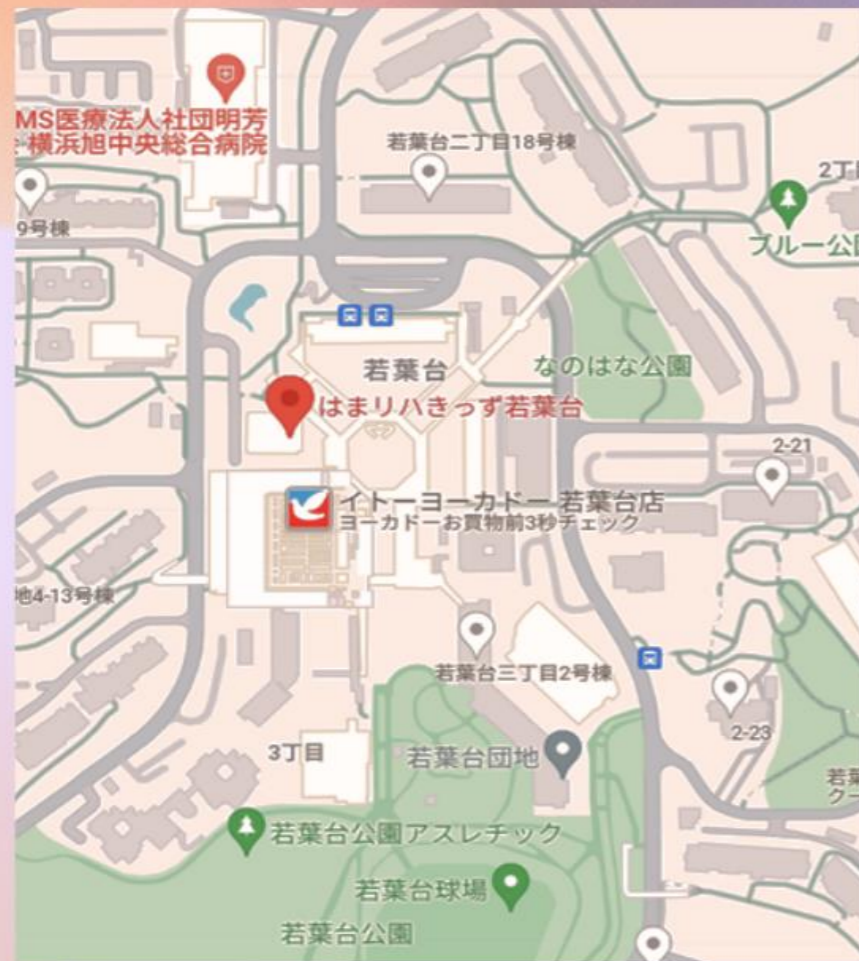 MS医療法人社団明芳
横浜旭中央総合病院
若葉台二丁目18号棟
2丁目
9号棟
ブルー公園
若葉台
なのはな公園
はまリハきっず若葉台
2-21
イトーヨーカドー 若葉台店
ヨーカドーお買物前3秒チェック
地4-13号棟
若葉台三丁目2号棟
2-23
3丁目
若葉台団地
若葉
クー
若葉台公園アスレチック
若葉台球場
若葉台公園